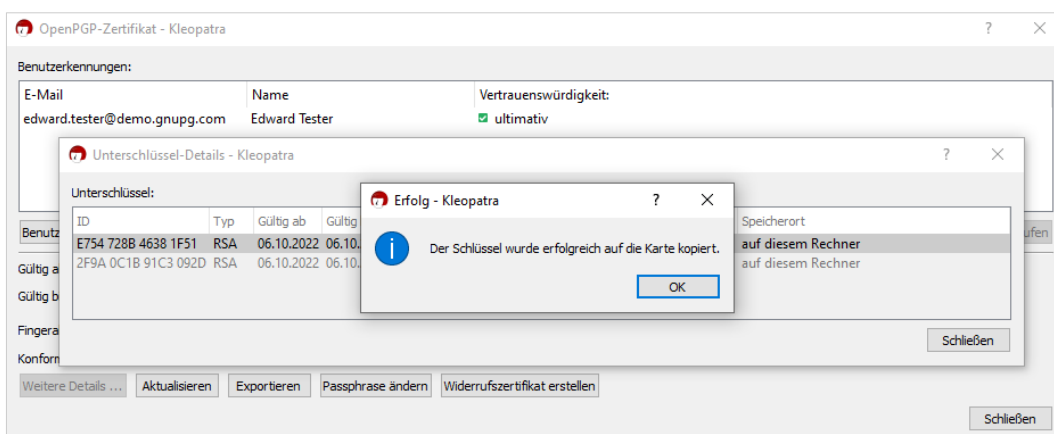 OpenPGP-Zertifikat - Kleopatra
Benutzerkennungen:
E-Mail Name Vertrauenswürdigkeit:
edward.tester@demo.gnupg.com Edward Tester ultimativ
Unterschlüssel-Details - Kleopatra
Unterschlüssel:
ID Typ Gültig ab Gültig Speicherort
E754 728B 4638 1F51 RSA 06.10.2022 06.10. auf diesem Rechner
2F9A 0C1B 91C3 092D RSA 06.10.2022 06.10. auf diesem Rechner
Erfolg - Kleopatra
Der Schlüssel wurde erfolgreich auf die Karte kopiert.
OK
Schließen
Benutz
ufen
Gültig a
Gültig b
Fingera
Konform
Weitere Details ... Aktualisieren Exportieren Passphrase ändern Widerrufszertifikat erstellen
Schließen